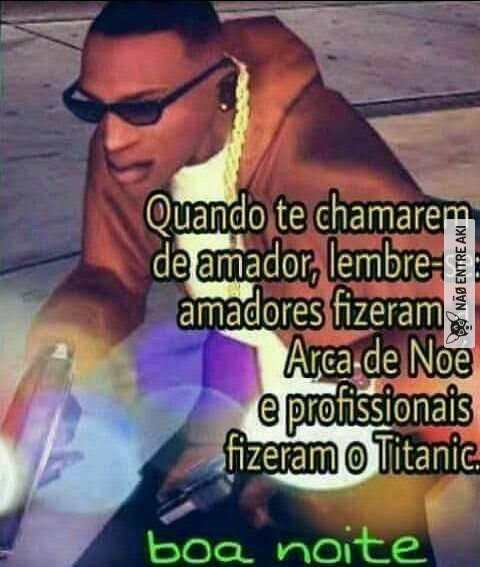 Quando te chamarem
de amador, lembre-
amadores fizeram
Arca de Noe
e profissionais
fizeram o Titanic.
boa noite
NÃO ENTRE AKI